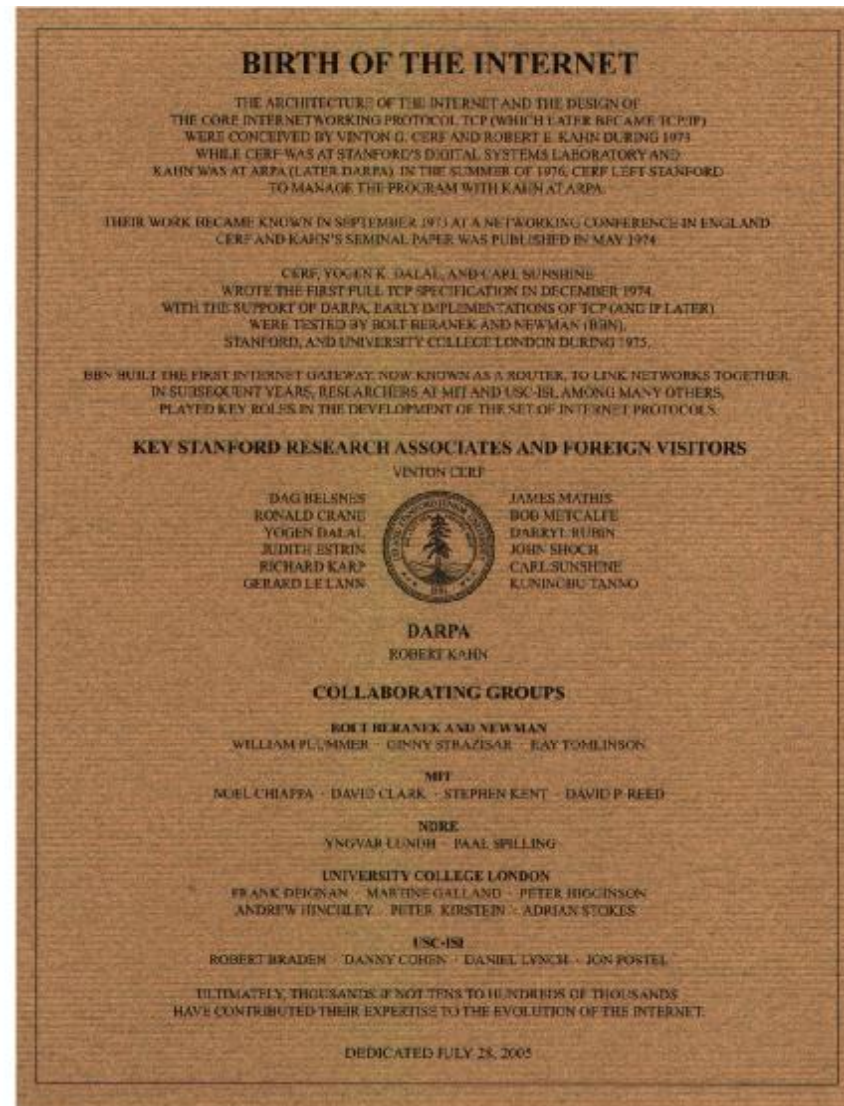 BIRTH OF THE INTERNET
THE ARCHITECTURE OF THE INTERNET AND THE DESIGN OF
THE CORE INTERNETWORKING PROTOCOL TCP (WHICH LATER BECAME TCP/IP)
WERE CONCEIVED BY VINTON G. CERF AND ROBERT E. KAHN DURING 1973
WHILE CERF WAS AT STANFORD'S DIGITAL SYSTEMS LABORATORY AND
KAHN WAS AT ARPA (LATER DARPA). IN THE SUMMER OF 1976, CERF LEFT STANFORD
TO MANAGE THE PROGRAM WITH KAHN AT ARPA.
THEIR WORK BECAME KNOWN IN SEPTEMBER 1973 AT A NETWORKING CONFERENCE IN ENGLAND.
CERF AND KAHN'S SEMINAL PAPER WAS PUBLISHED IN MAY 1974.
CERF, YOGEN K. DALAL, AND CARL SUNSHINE
WROTE THE FIRST FULL TCP SPECIFICATION IN DECEMBER 1974.
WITH THE SUPPORT OF DARPA, EARLY IMPLEMENTATIONS OF TCP (AND IP LATER)
WERE TESTED BY BOLT BERANEK AND NEWMAN (BBN),
STANFORD, AND UNIVERSITY COLLEGE LONDON DURING 1975.
BBN BUILT THE FIRST INTERNET GATEWAY, NOW KNOWN AS A ROUTER, TO LINK NETWORKS TOGETHER.
IN SUBSEQUENT YEARS, RESEARCHERS AT MIT AND USC-ISI, AMONG MANY OTHERS,
PLAYED KEY ROLES IN THE DEVELOPMENT OF THE SET OF INTERNET PROTOCOLS.
KEY STANFORD RESEARCH ASSOCIATES AND FOREIGN VISITORS
VINTON CERF
DAG BELSNES JAMES MATHIS
RONALD CRANE BOB METCALFE
YOGEN DALAL DARRYL RUBIN
JUDITH ESTRIN JOHN SHOCH
RICHARD KARP CARL SUNSHINE
GERARD LE LANN KUNINOBU TANNO
DARPA
ROBERT KAHN
COLLABORATING GROUPS
BOLT BERANEK AND NEWMAN
WILLIAM PLUMMER · GINNY STRAZISAR · RAY TOMLINSON
MIT
NOEL CHIAPPA · DAVID CLARK · STEPHEN KENT · DAVID P. REED
NDRE
YNGVAR LUNDH · PAAL SPILLING
UNIVERSITY COLLEGE LONDON
FRANK DEIGNAN · MARTINE GALLAND · PETER HIGGINSON
ANDREW HINCHLEY · PETER KIRSTEIN · ADRIAN STOKES
USC-ISI
ROBERT BRADEN · DANNY COHEN · DANIEL LYNCH · JON POSTEL
ULTIMATELY, THOUSANDS IF NOT TENS TO HUNDREDS OF THOUSANDS
HAVE CONTRIBUTED THEIR EXPERTISE TO THE EVOLUTION OF THE INTERNET.
DEDICATED JULY 28, 2005